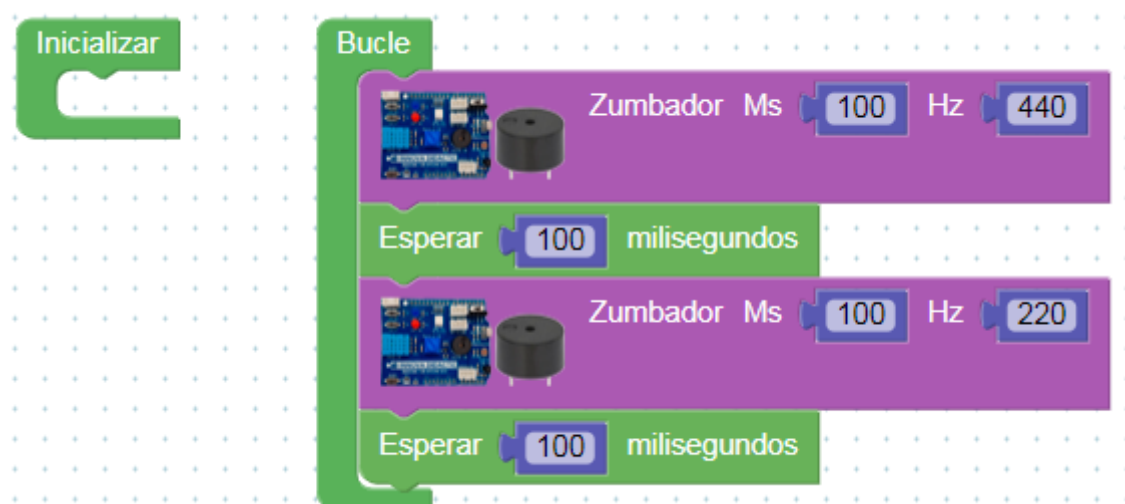 Inicializar
Bucle
Zumbador Ms 100 Hz 440
Esperar 100 milisegundos
Zumbador Ms 100 Hz 220
Esperar 100 milisegundos